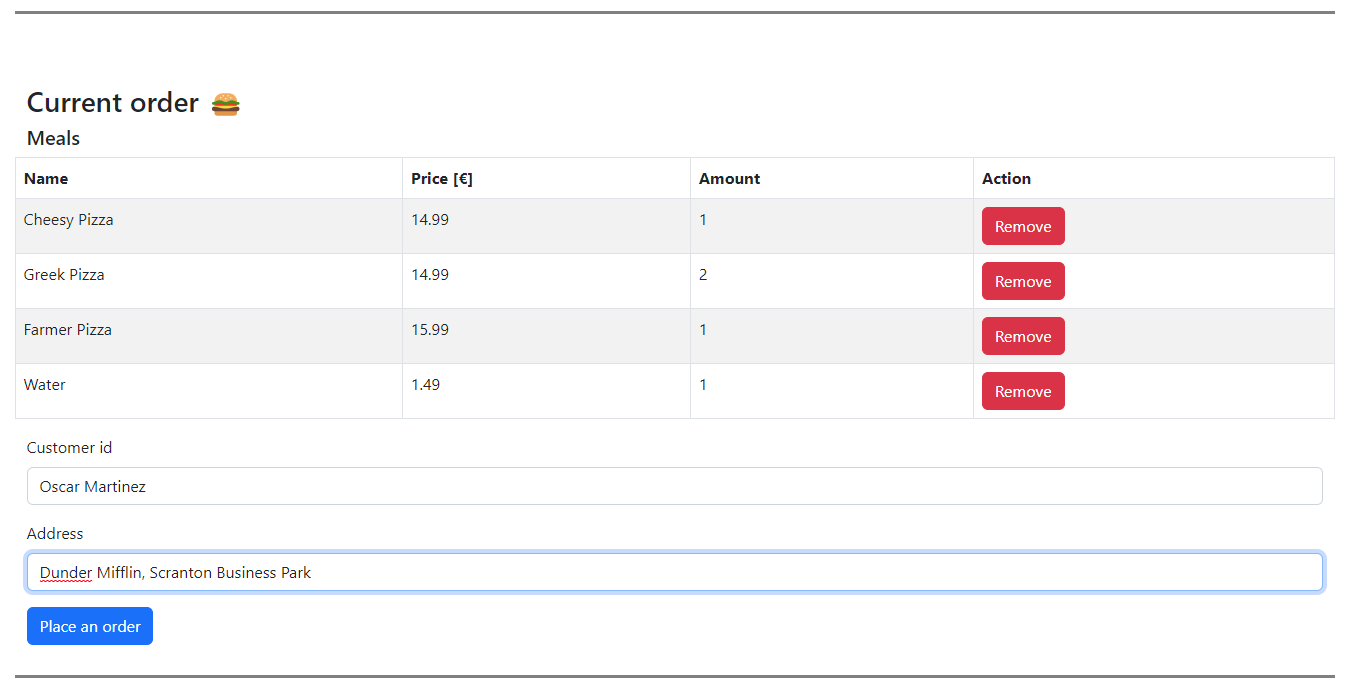 Current order 🍔
Meals
Name Price [€] Amount Action
Cheesy Pizza 14.99 1 Remove
Greek Pizza 14.99 2 Remove
Farmer Pizza 15.99 1 Remove
Water 1.49 1 Remove
Customer id
Oscar Martinez
Address
Dunder Mifflin, Scranton Business Park
Place an order